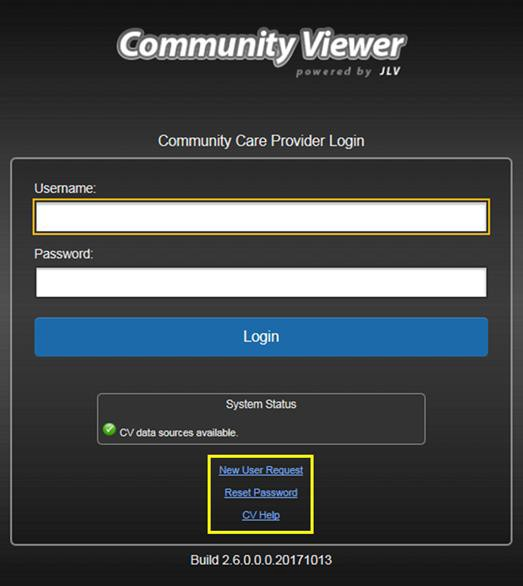 Community Viewer
powered by JLV
Community Care Provider Login
Username:
Password:
Login
System Status
CV data sources available.
New User Request
Reset Password
CV Help
Build 2.6.0.0.0.20171013